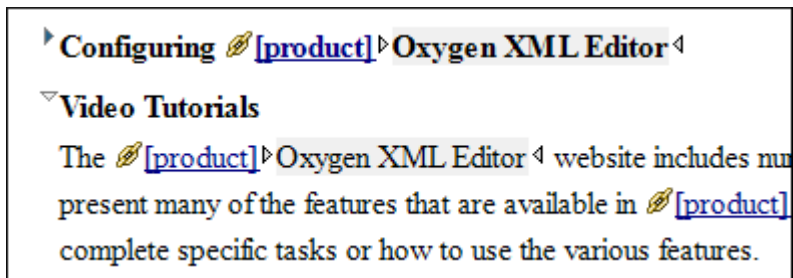 Configuring [product] Oxygen XML Editor
Video Tutorials
The [product] Oxygen XML Editor website includes
present many of the features that are available in [product]
complete specific tasks or how to use the various features.